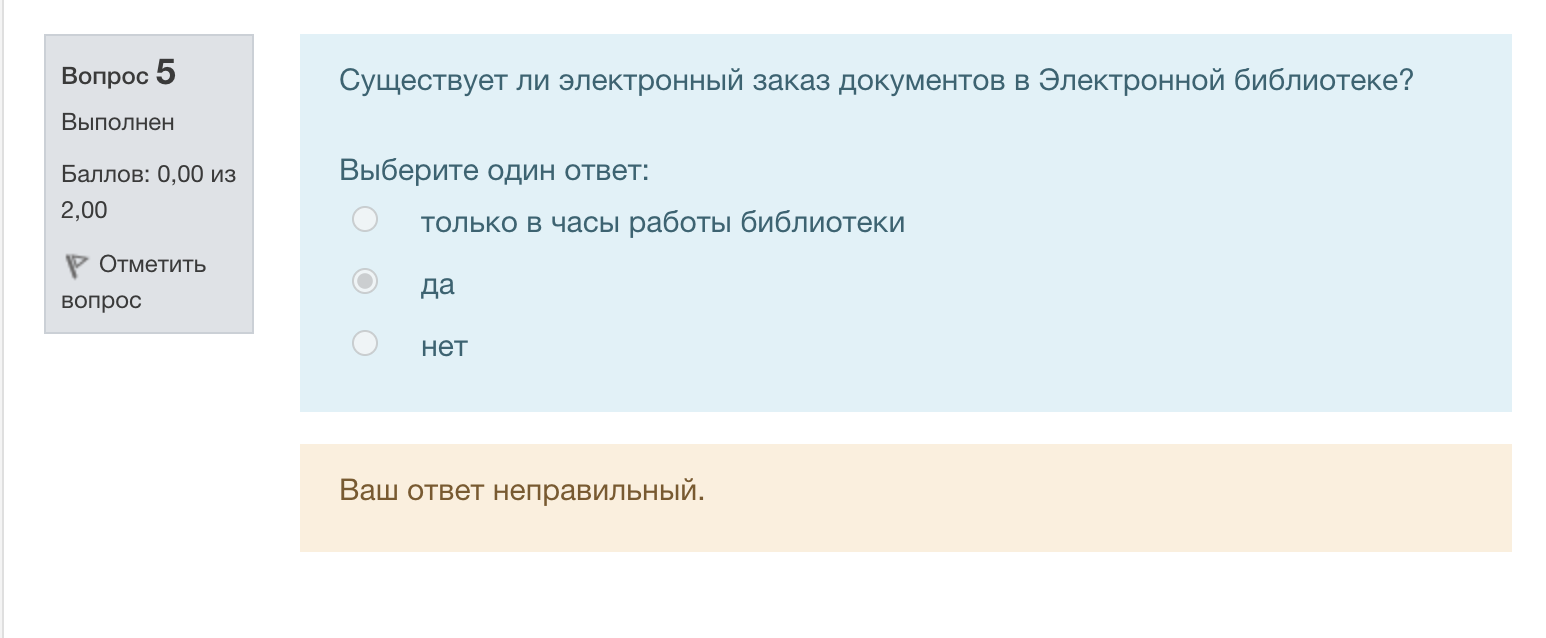 Вопрос 5
Выполнен
Баллов: 0,00 из
2,00
Отметить
вопрос
Существует ли электронный заказ документов в Электронной библиотеке?
Выберите один ответ:
только в часы работы библиотеки
да
нет
Ваш ответ неправильный.